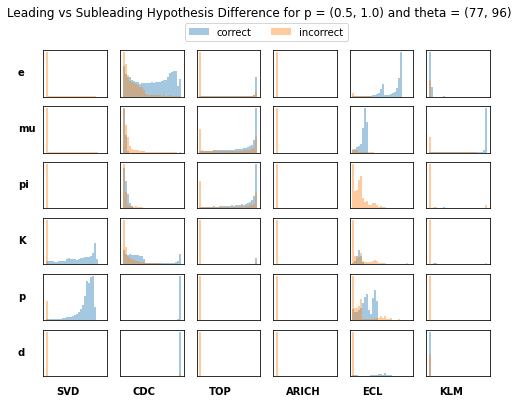 Leading vs Subleading Hypothesis Difference for p = (0.5, 1.0) and theta = (77, 96)
correct incorrect
e
mu
pi
K
p
d
SVD CDC TOP ARICH ECL KLM